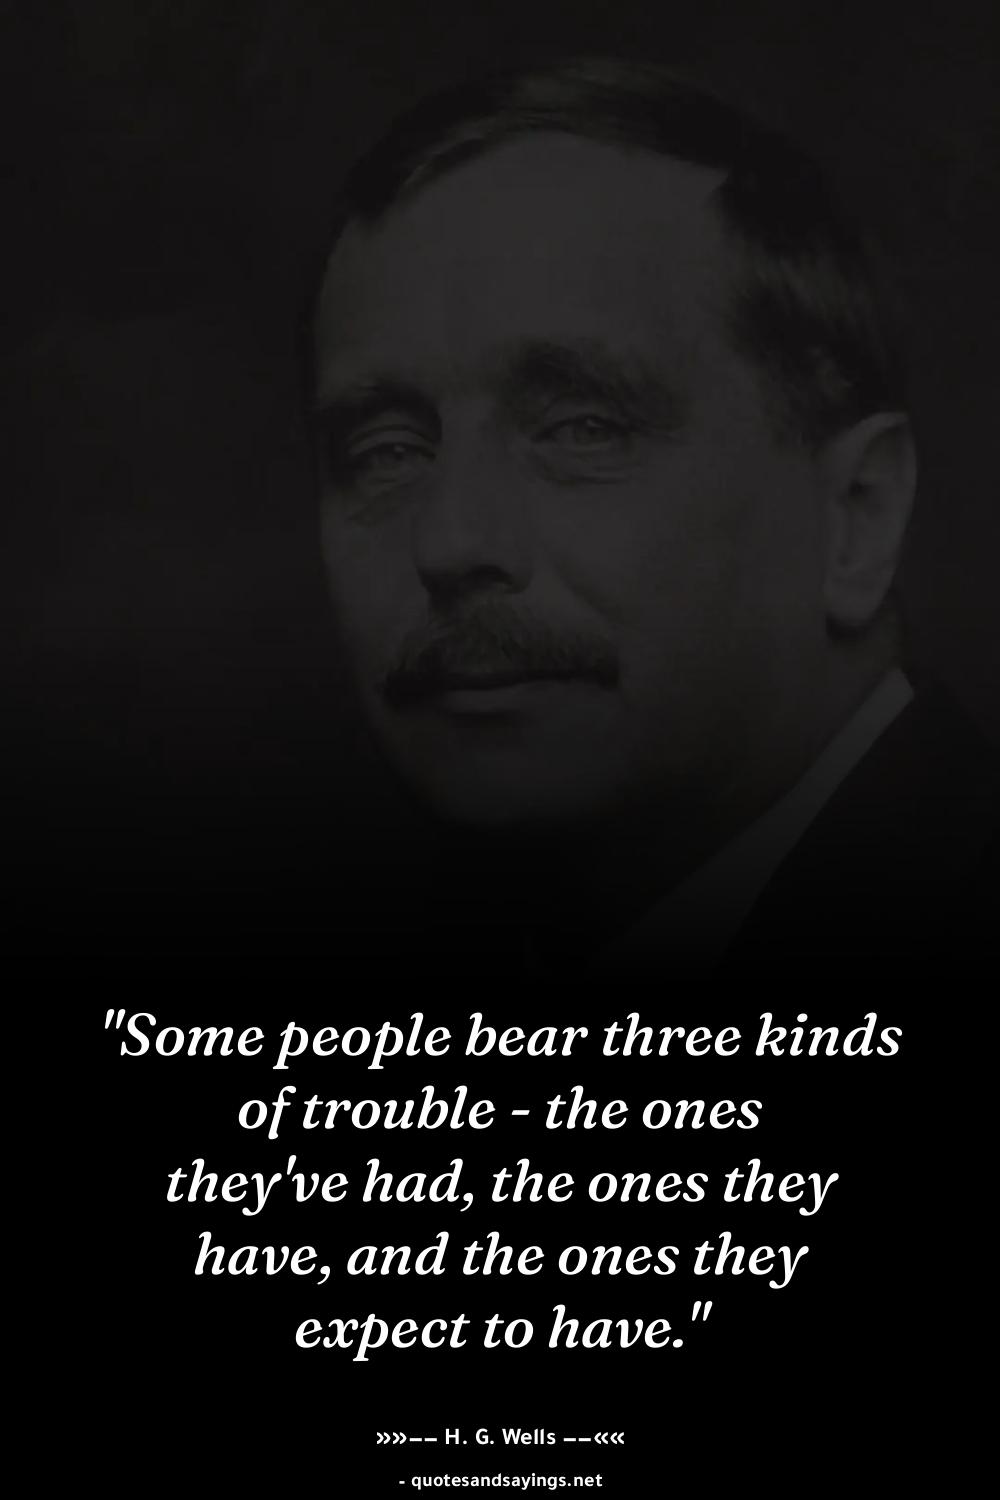 "Some people bear three kinds
of trouble - the ones
they've had, the ones they
have, and the ones they
expect to have."
»»−− H. G. Wells −−««
- quotesandsayings.net